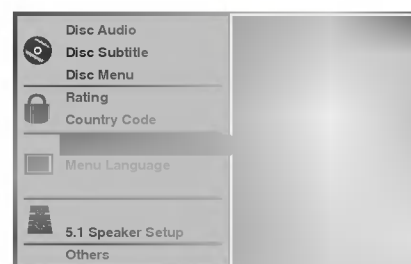 Disc Audio
Disc Subtitle
Disc Menu
Rating
Country Code
Menu Language
5.1 Speaker Setup
Others